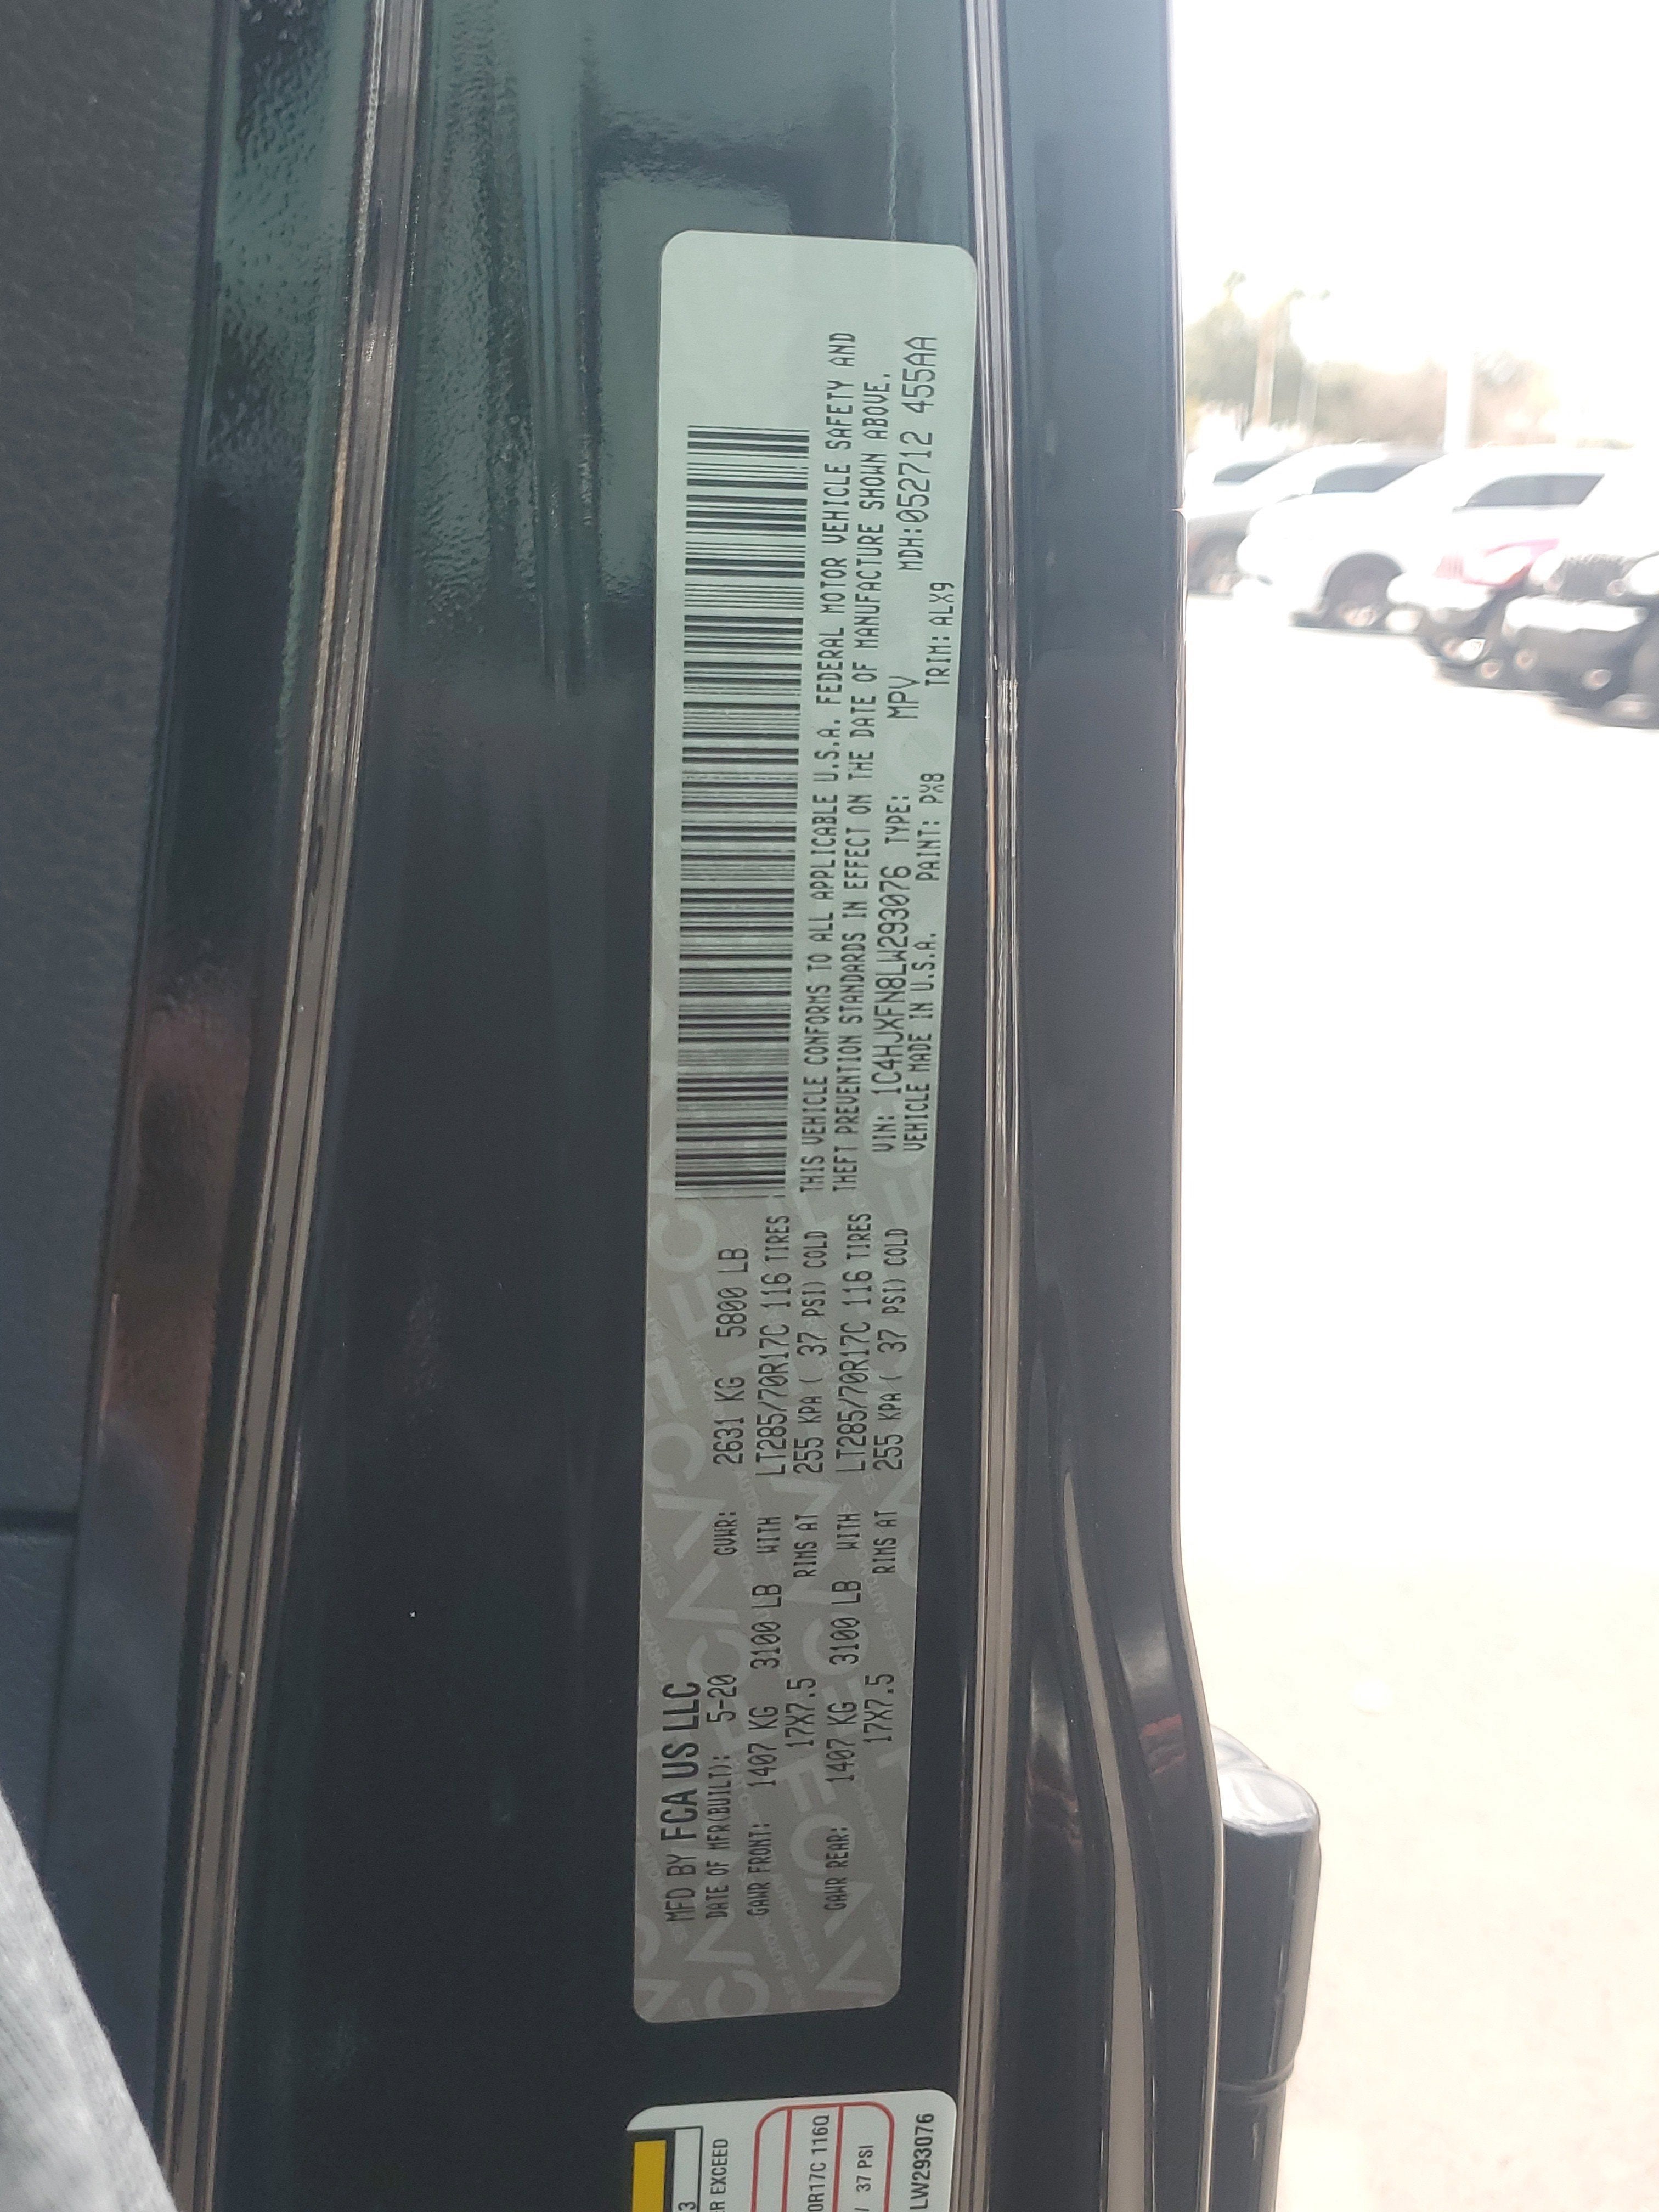 MFD BY FCA US LLC
DATE OF MFR(BUILT): 5-20 GVWR: 2631 KG 5800 LB
GAWR FRONT: 1407 KG 3100 LB WITH LT285/70R17C 116 TIRES
17X7.5 RIMS AT 255 KPA ( 37 PSI) COLD
GAWR REAR: 1407 KG 3100 LB WITH LT285/70R17C 116 TIRES
17X7.5 RIMS AT 255 KPA ( 37 PSI) COLD
THIS VEHICLE CONFORMS TO ALL APPLICABLE U.S.A. FEDERAL MOTOR VEHICLE SAFETY AND
THEFT PREVENTION STANDARDS IN EFFECT ON THE DATE OF MANUFACTURE SHOWN ABOVE.
VIN: 1C4HJXFN8LW293076 TYPE: MPV MDH:052712 455AA
VEHICLE MADE IN U.S.A. PAINT: PX8 TRIM: ALX9
3
R EXCEED
0R17C 116Q
/ 37 PSI
LW293076